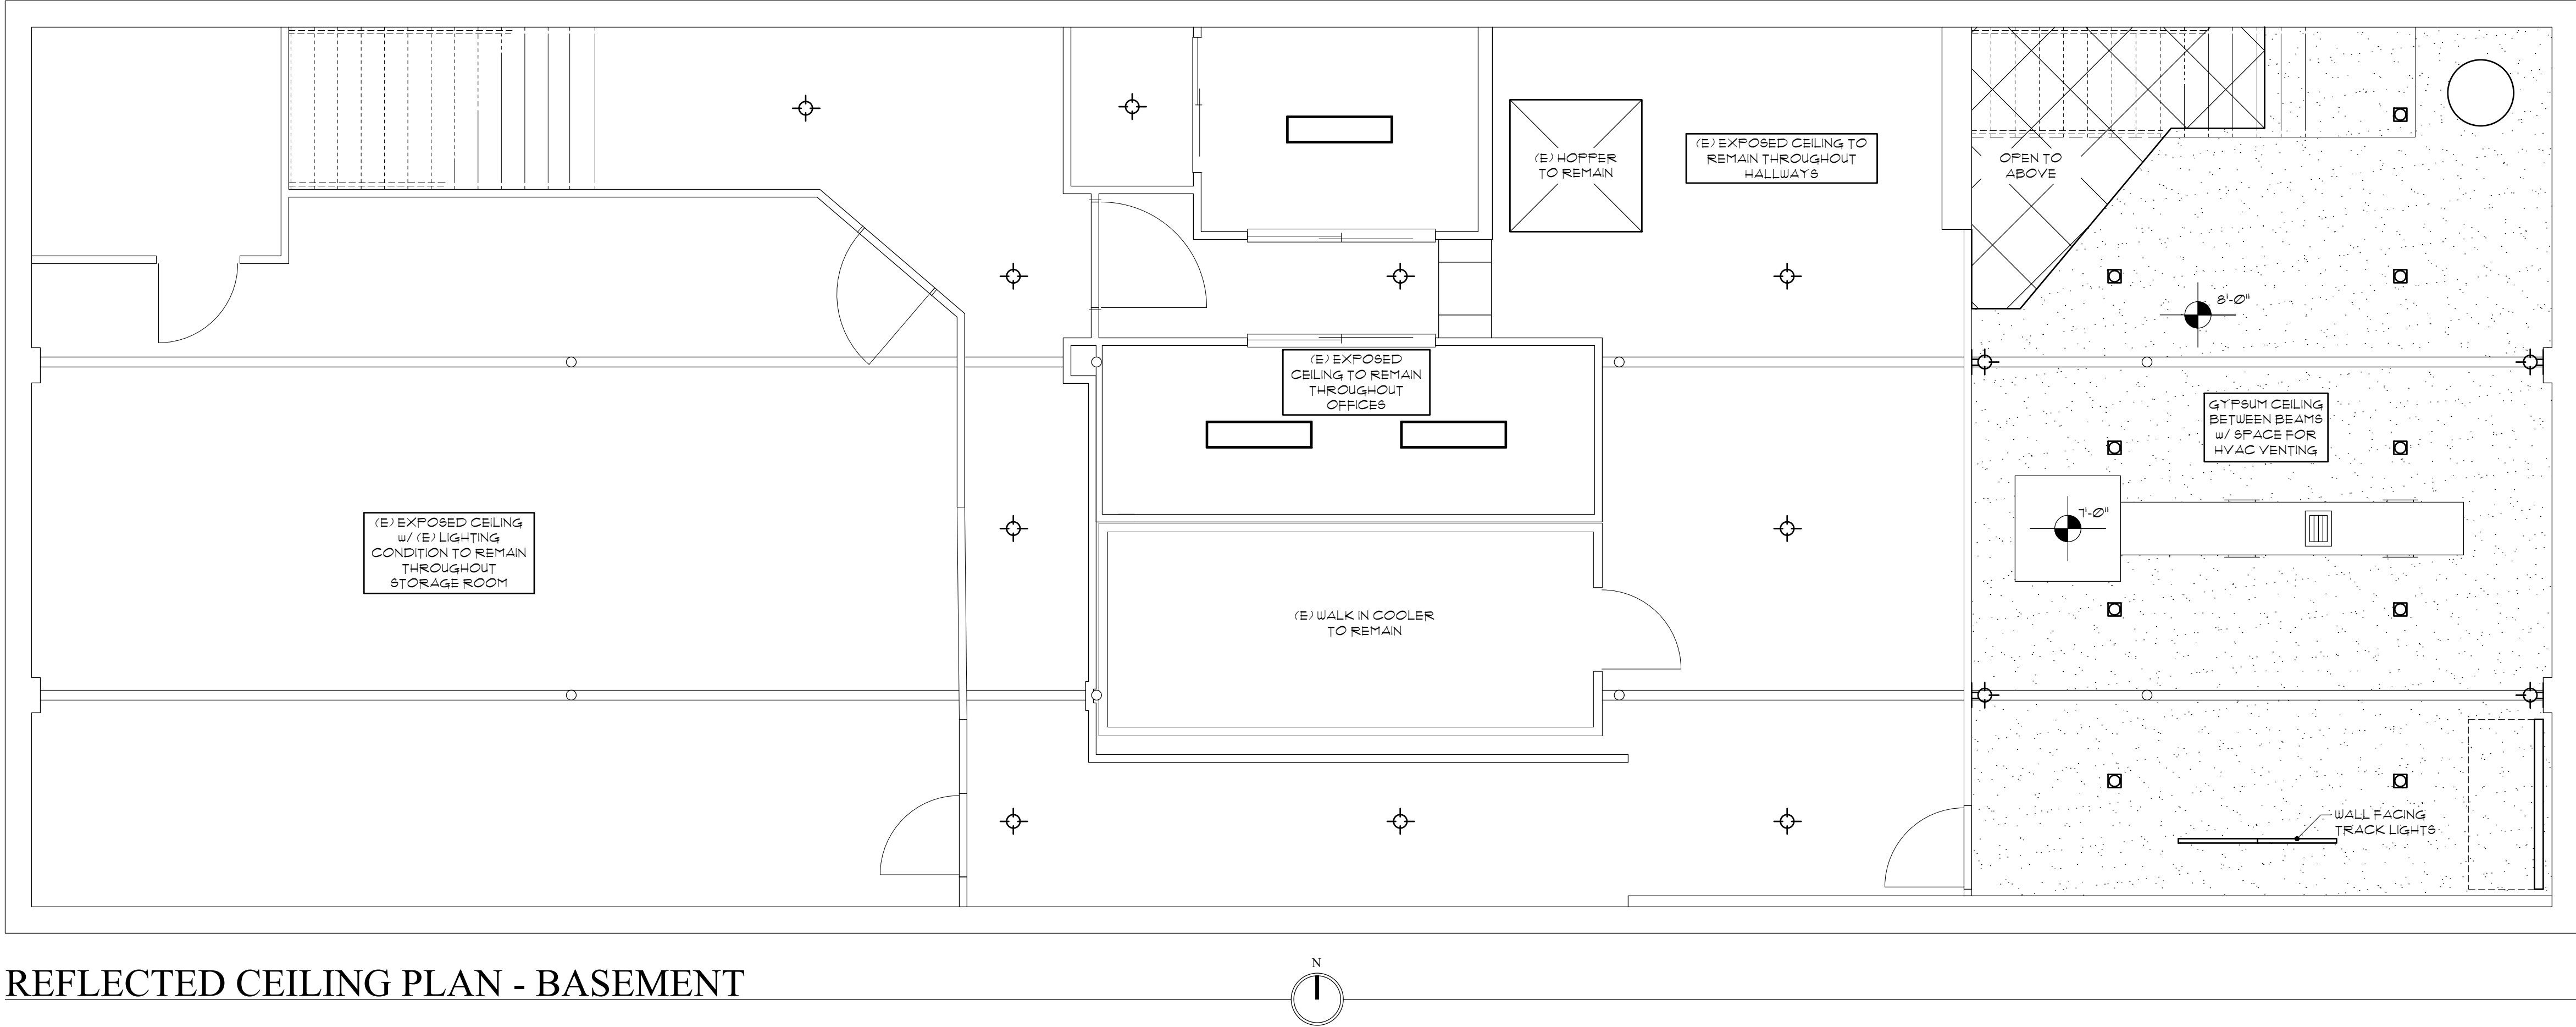 (E) HOPPER
TO REMAIN
(E) EXPOSED CEILING TO
REMAIN THROUGHOUT
HALLWAYS
OPEN TO
ABOVE
8'-0"
(E) EXPOSED
CEILING TO REMAIN
THROUGHOUT
OFFICES
GYPSUM CEILING
BETWEEN BEAMS
w/ SPACE FOR
HVAC VENTING
(E) EXPOSED CEILING
w/ (E) LIGHTING
CONDITION TO REMAIN
THROUGHOUT
STORAGE ROOM
7'-0"
(E) WALK IN COOLER
TO REMAIN
WALL FACING
TRACK LIGHTS
N
REFLECTED CEILING PLAN - BASEMENT